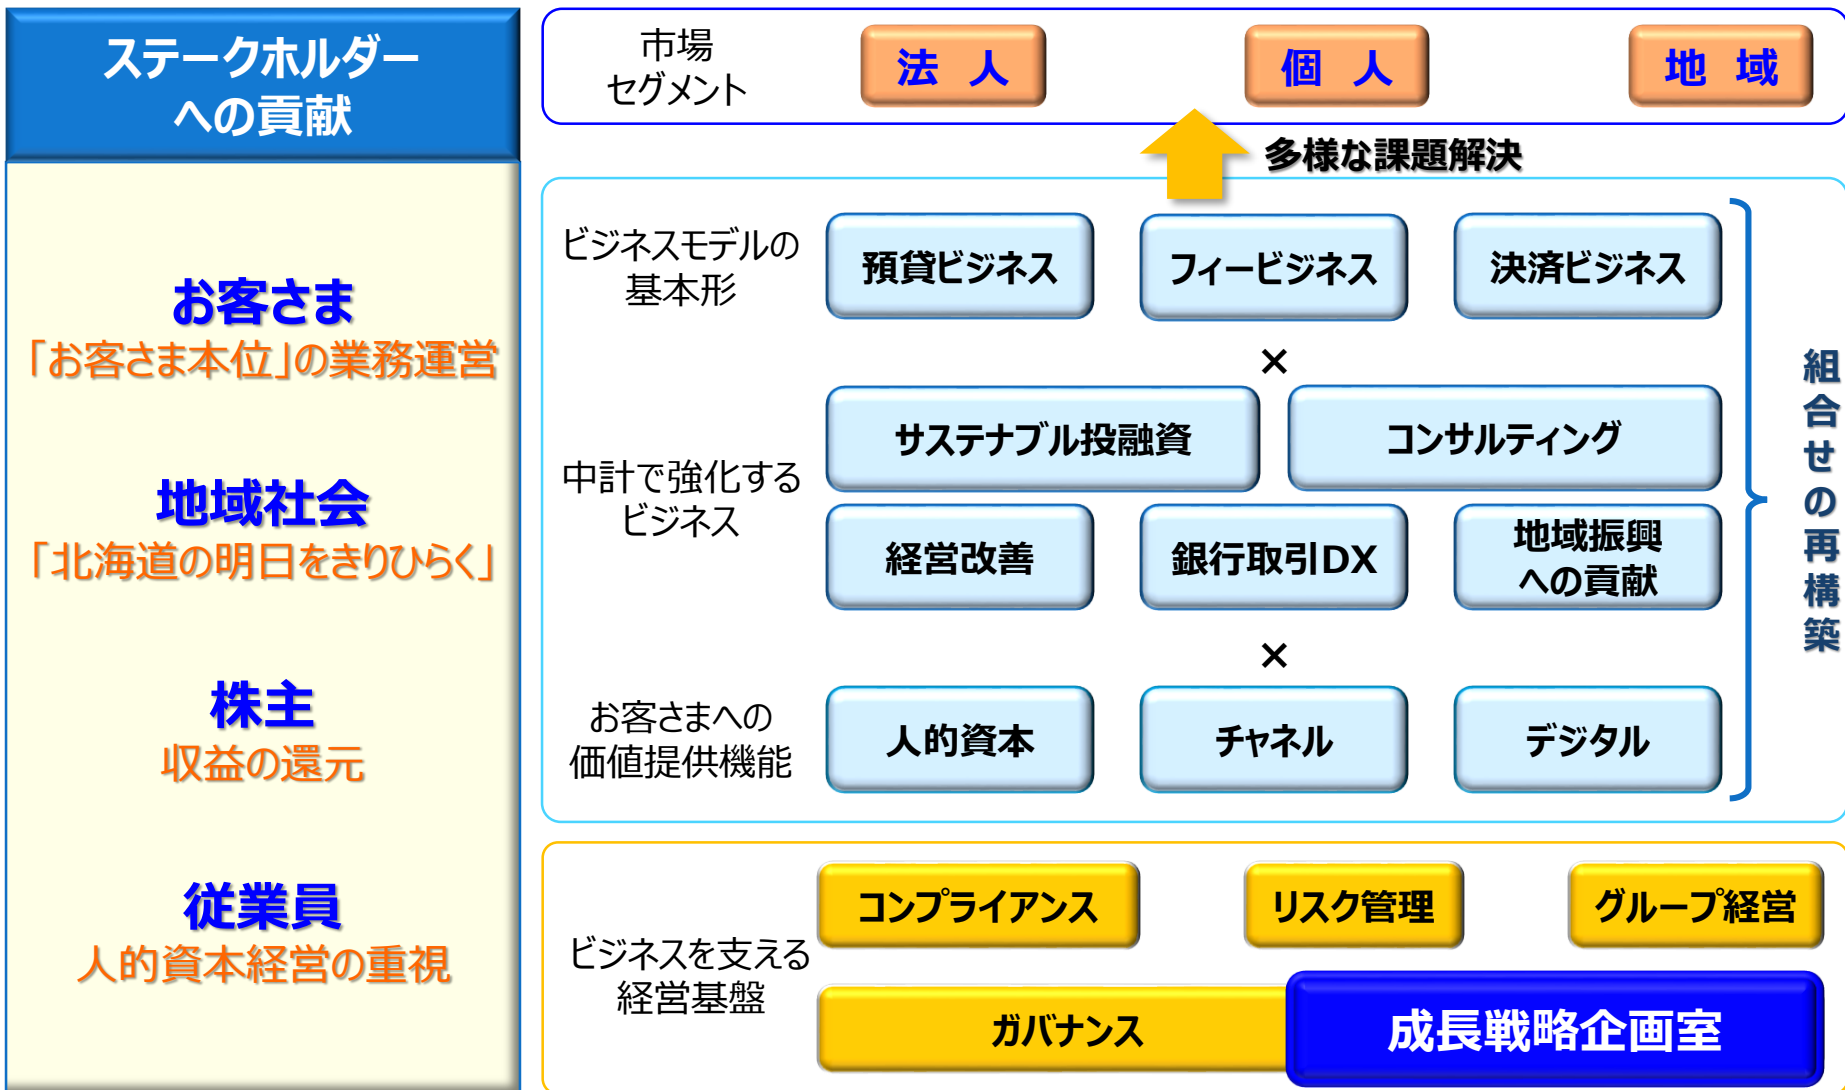 ステークホルダー
への貢献
お客さま
「お客さま本位」の業務運営
地域社会
「北海道の明日をきりひらく」
株主
収益の還元
従業員
人的資本経営の重視
市場
セグメント
法 人
個 人
地 域
多様な課題解決
ビジネスモデルの
基本形
預貸ビジネス
フィービジネス
決済ビジネス
×
中計で強化する
ビジネス
サステナブル投融資
コンサルティング
経営改善
銀行取引DX
地域振興
への貢献
×
お客さまへの
価値提供機能
人的資本
チャネル
デジタル
組合せの再構築
ビジネスを支える
経営基盤
コンプライアンス
リスク管理
グループ経営
ガバナンス
成長戦略企画室